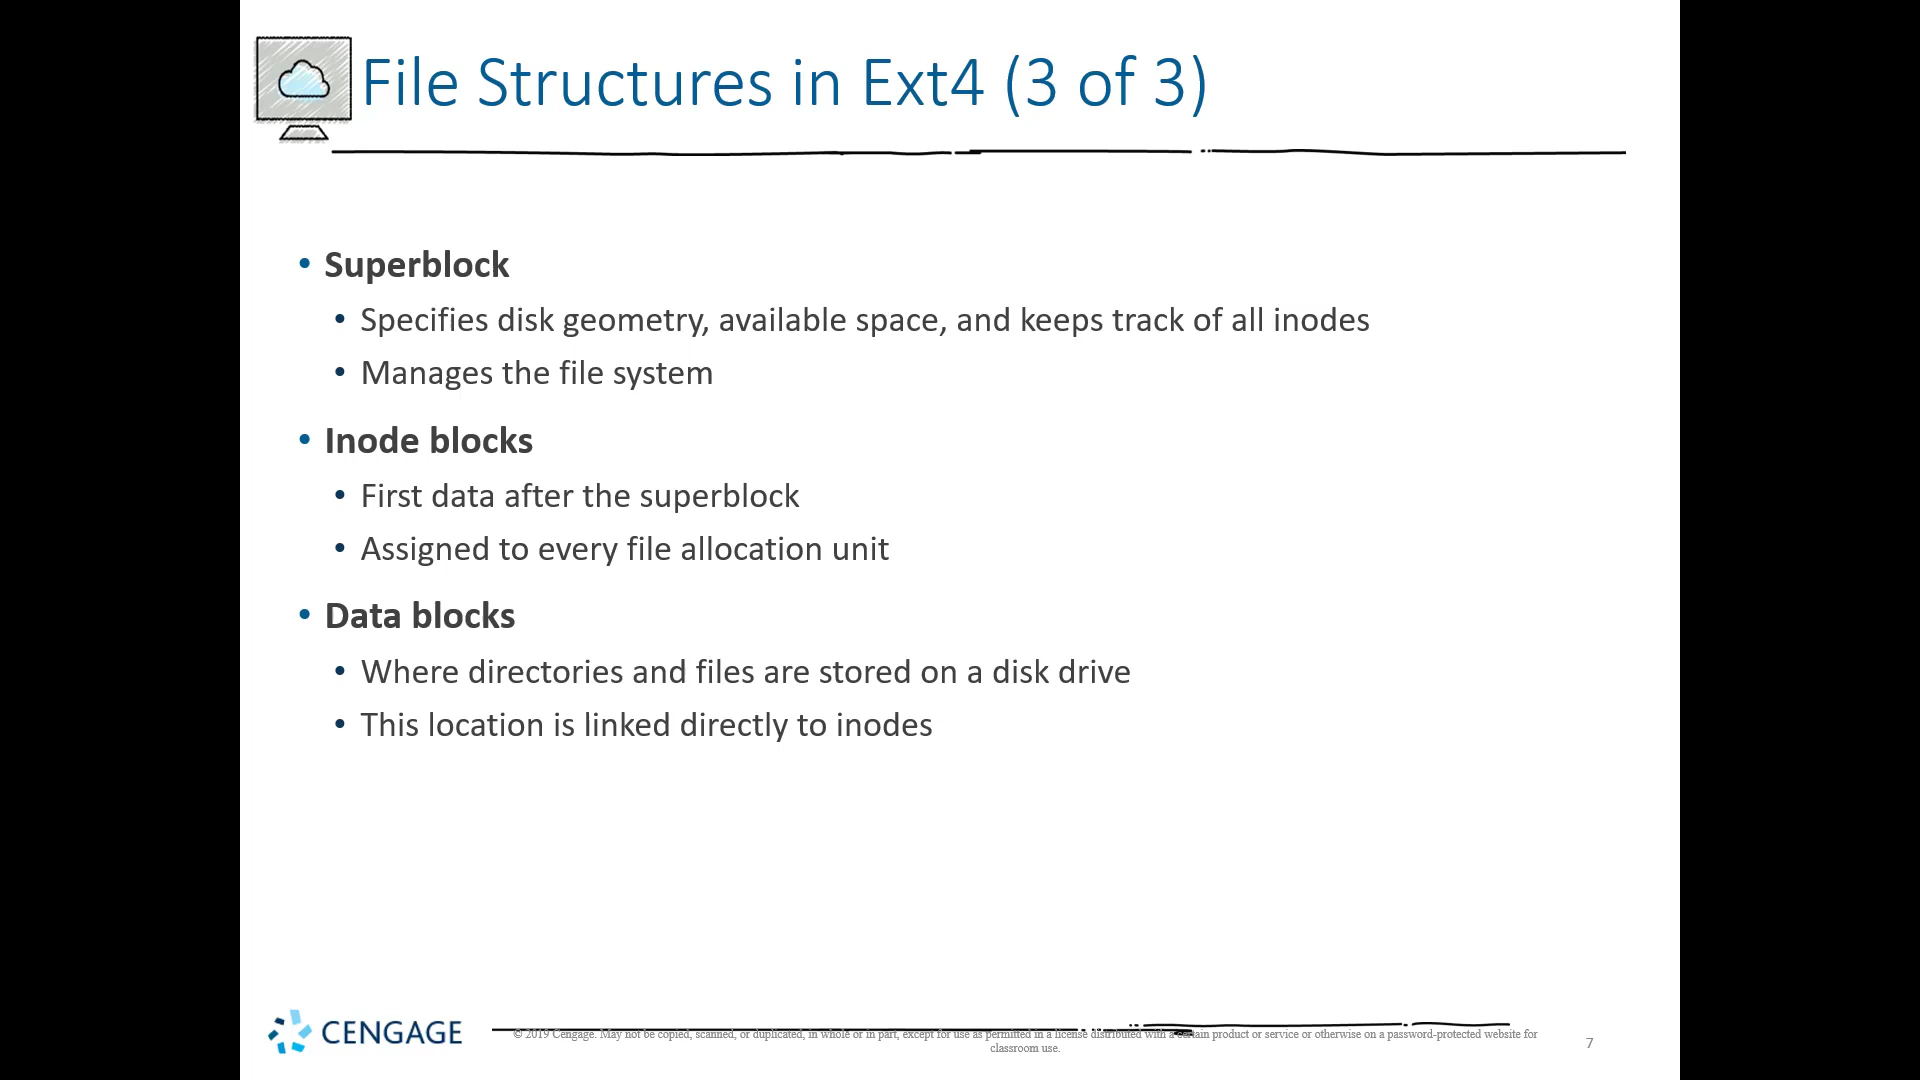 File Structures in Ext4 (3 of 3)
• Superblock
• Specifies disk geometry, available space, and keeps track of all inodes
• Manages the file system
• Inode blocks
• First data after the superblock
• Assigned to every file allocation unit
• Data blocks
• Where directories and files are stored on a disk drive
• This location is linked directly to inodes
CENGAGE
© 2019 Cengage. May not be copied, scanned, or duplicated, in whole or in part, except for use as permitted in a license distributed with a certain product or service or otherwise on a password-protected website for
classroom use.
7